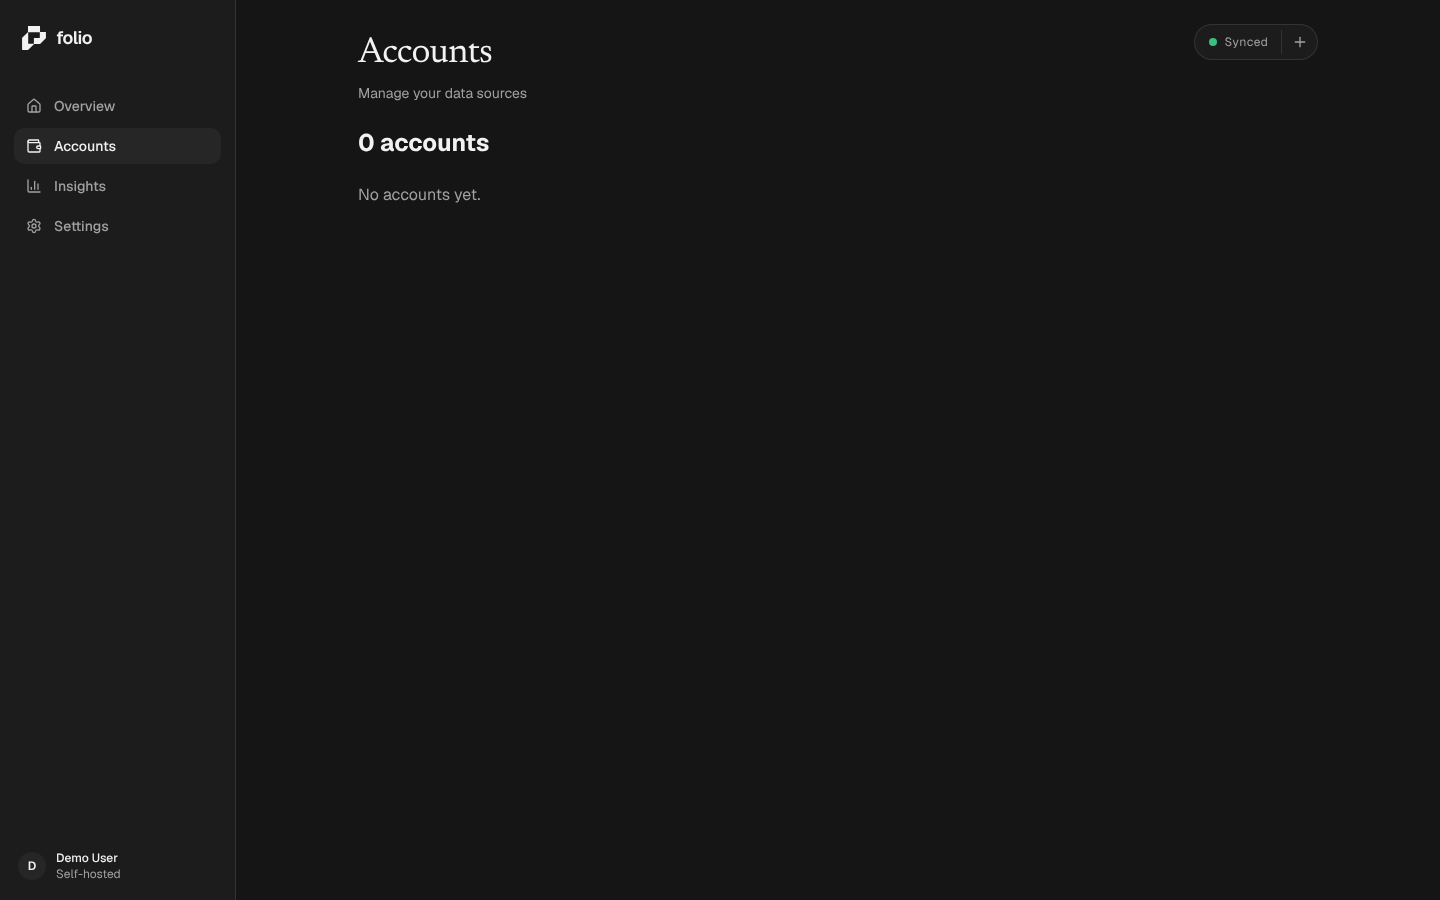 folio
Overview
Accounts
Insights
Settings
Demo User
D
Self-hosted
Accounts
Manage your data sources
Synced
0 accounts
No accounts yet.